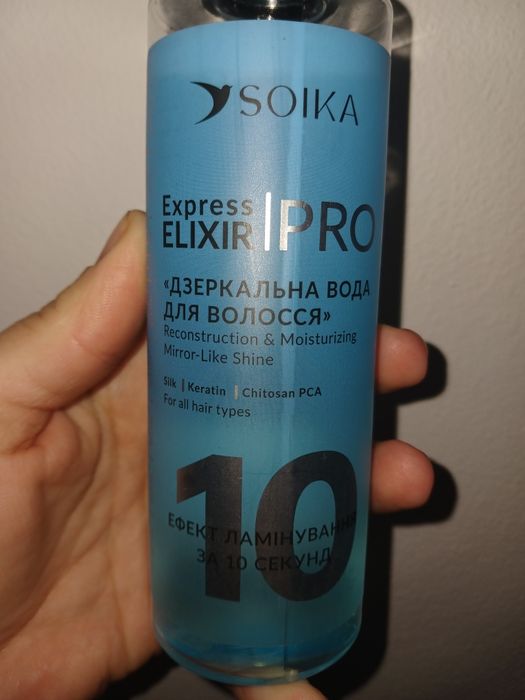 SOIKA
Express
ELIXIR PRO
«ДЗЕРКАЛЬНА ВОДА
ДЛЯ ВОЛОССЯ»
Reconstruction & Moisturizing
Mirror-Like Shine
Silk | Keratin | Chitosan PCA
For all hair types
10
ЕФЕКТ ЛАМІНУВАННЯ
ЗА 10 СЕКУНД